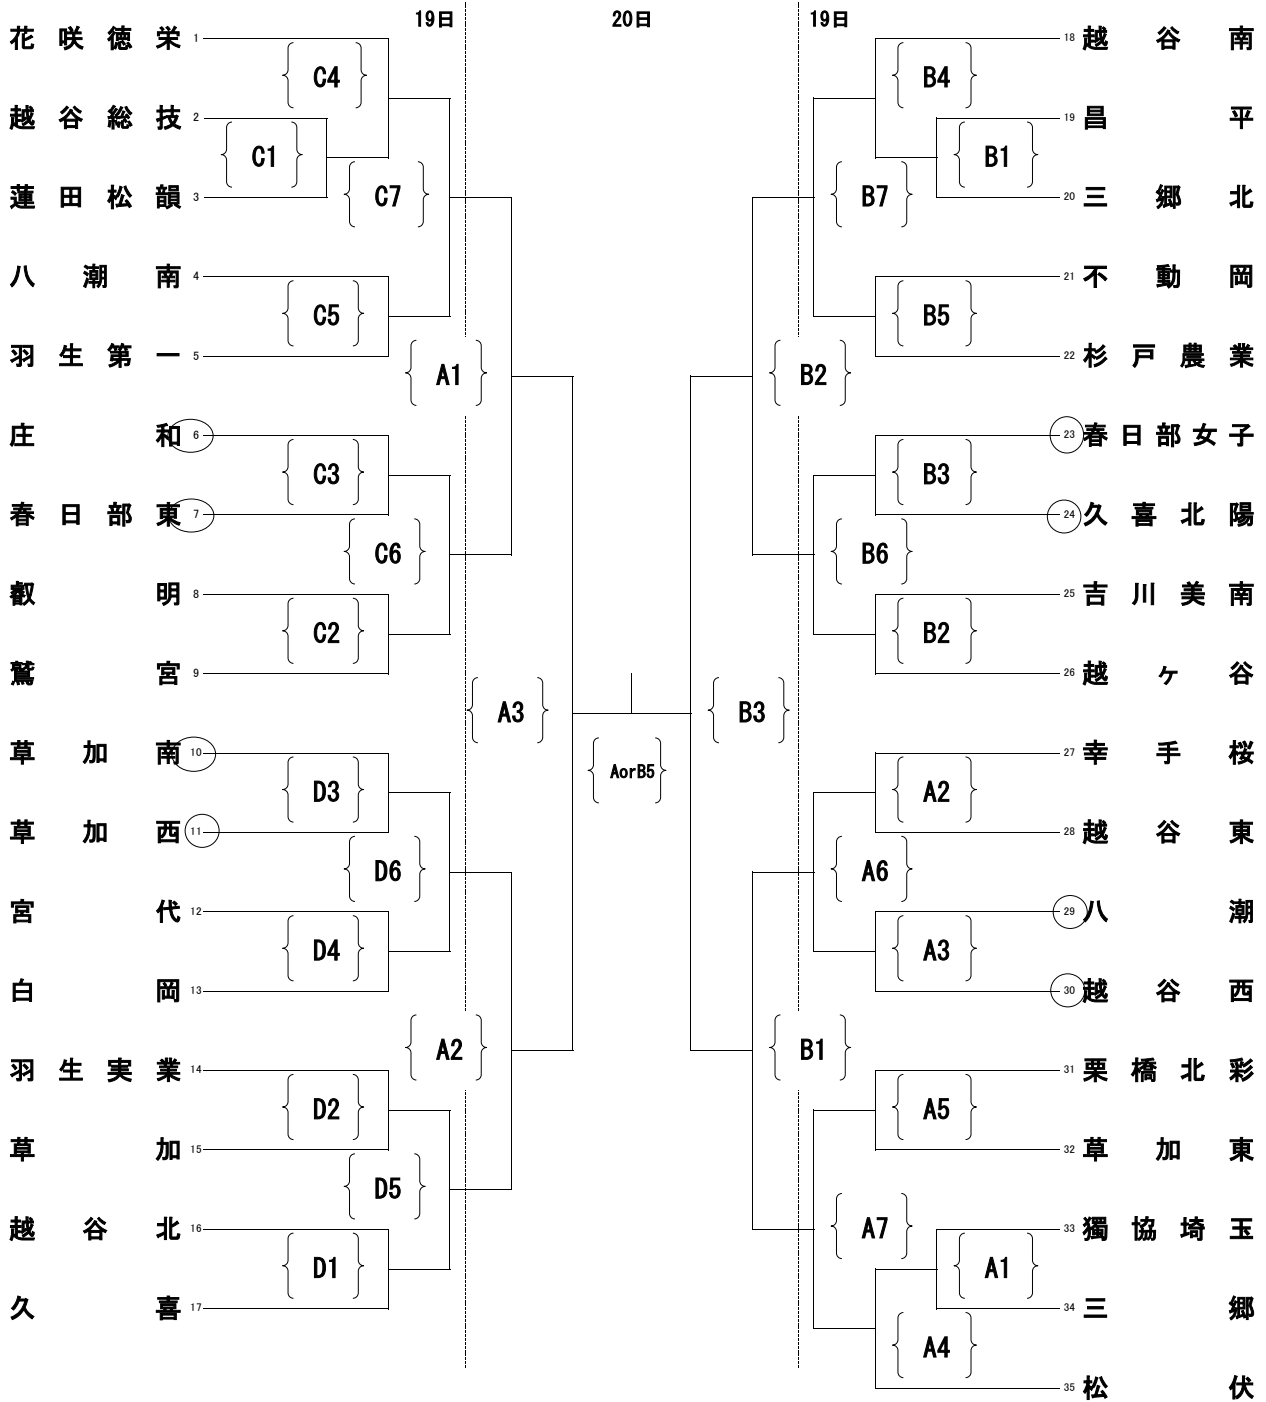 19日 20日 19日
花咲徳栄 1
C4
越谷総技 2
C1
蓮田松韻 3
C7
八潮南 4
C5
羽生第一 5
A1
庄和 6
C3
春日部東 7
C6
叡明 8
C2
鷲宮 9
A3
草加南 10
D3
草加西 11
D6
宮代 12
D4
白岡 13
A2
羽生実業 14
D2
草加 15
D5
越谷北 16
D1
久喜 17
AorB5
18 越谷南
B4
19 昌平
B1
20 三郷北
B7
21 不動岡
B5
22 杉戸農業
B2
23 春日部女子
B3
24 久喜北陽
B6
25 吉川美南
B2
26 越ヶ谷
B3
27 幸手桜
A2
28 越谷東
A6
29 八潮
A3
30 越谷西
B1
31 栗橋北彩
A5
32 草加東
A7
33 獨協埼玉
A1
34 三郷
A4
35 松伏